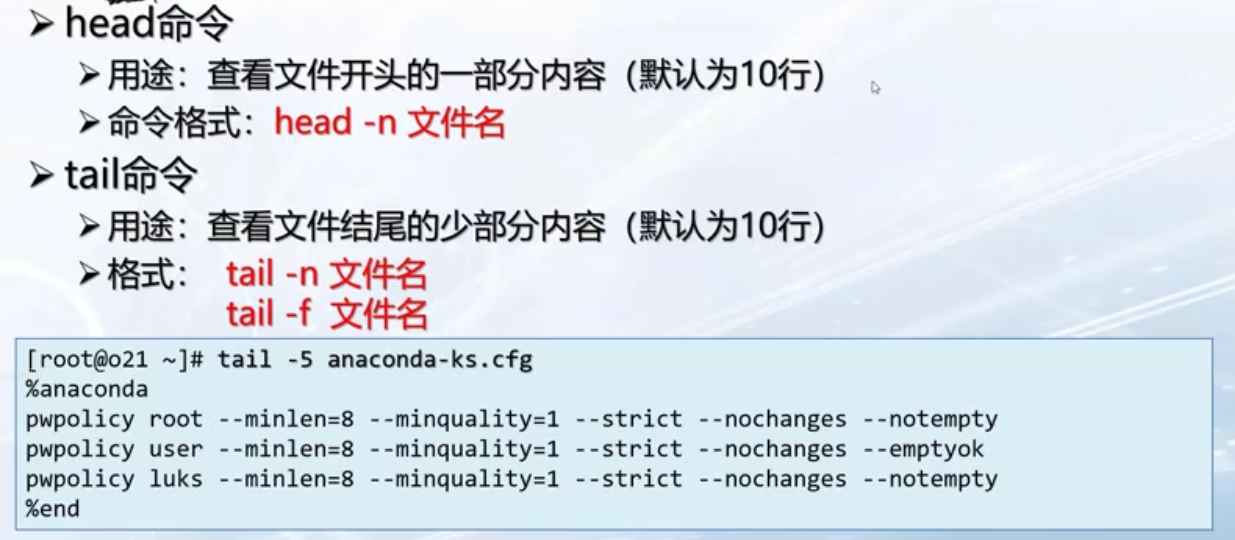 ➢ head命令
➢ 用途：查看文件开头的一部分内容（默认为10行）
➢ 命令格式：head -n 文件名
➢ tail命令
➢ 用途：查看文件结尾的少部分内容（默认为10行）
➢ 格式： tail -n 文件名
tail -f 文件名
[root@o21 ~]# tail -5 anaconda-ks.cfg
%anaconda
pwpolicy root --minlen=8 --minquality=1 --strict --nochanges --notempty
pwpolicy user --minlen=8 --minquality=1 --strict --nochanges --emptyok
pwpolicy luks --minlen=8 --minquality=1 --strict --nochanges --notempty
%end